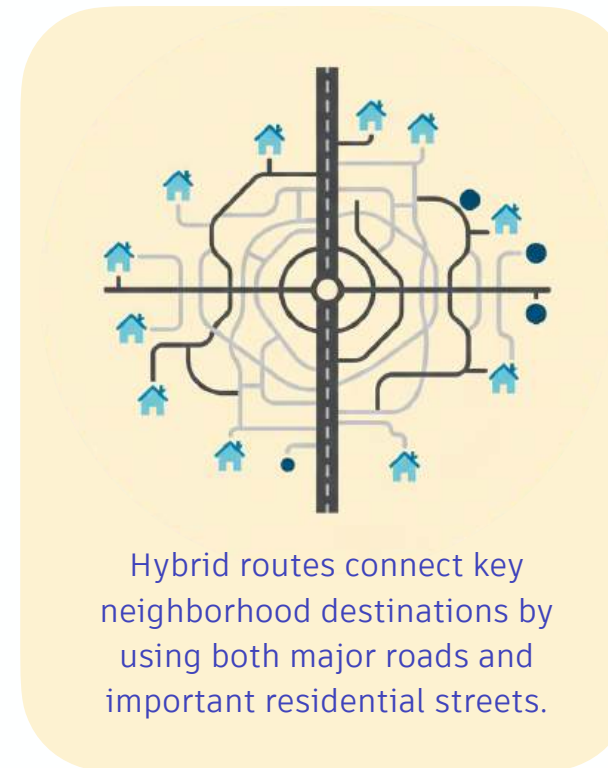 Hybrid routes connect key
neighborhood destinations by
using both major roads and
important residential streets.